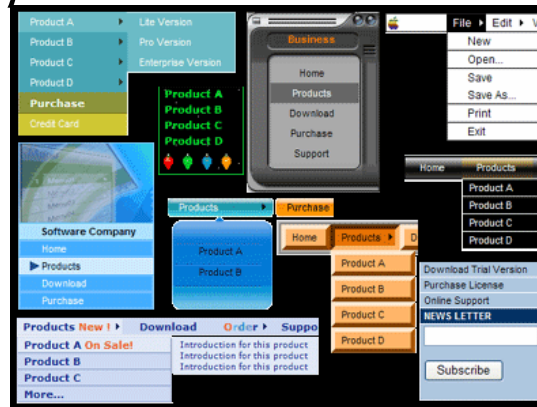 Product A
Product B
Product C
Product D
Purchase
Credit Card
Lite Version
Pro Version
Enterprise Version
Product A
Product B
Product C
Product D
Business
Home
Products
Download
Purchase
Support
File Edit
New
Open...
Save
Save As...
Print
Exit
Home Products
Product A
Product B
Product C
Product D
Software Company
Home
Products
Download
Purchase
Products Purchase
Product A
Product B
Home Products D
Product A
Product B
Product C
Product D
Download Trial Version
Purchase License
Online Support
NEWS LETTER
Subscribe
Products New ! Download Order Suppo
Product A On Sale!
Product B
Product C
More...
Introduction for this product
Introduction for this product
Introduction for this product